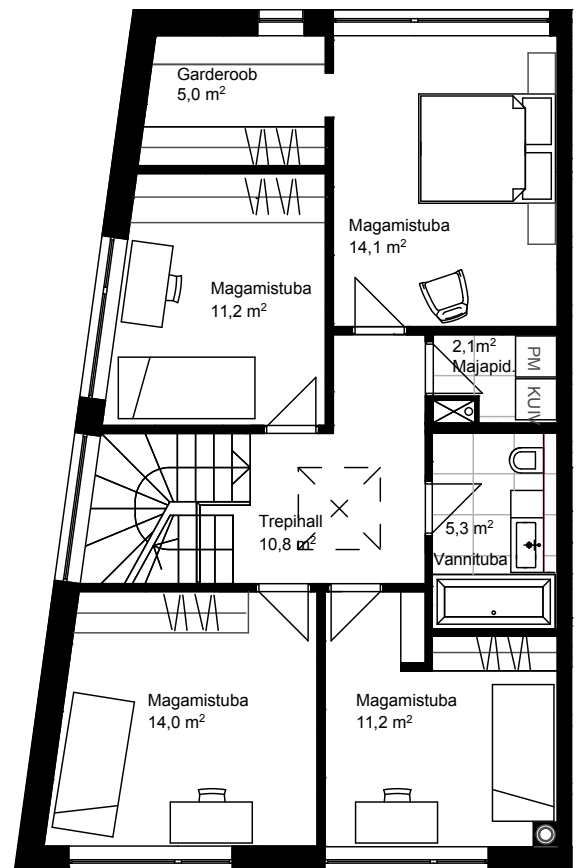 Garderoob
5,0 m²
Magamistuba
14,1 m²
Magamistuba
11,2 m²
2,1m²
Majapid.
PM
KUIV
Trepihall
10,8 m²
5,3 m²
Vannituba
Magamistuba
14,0 m²
Magamistuba
11,2 m²